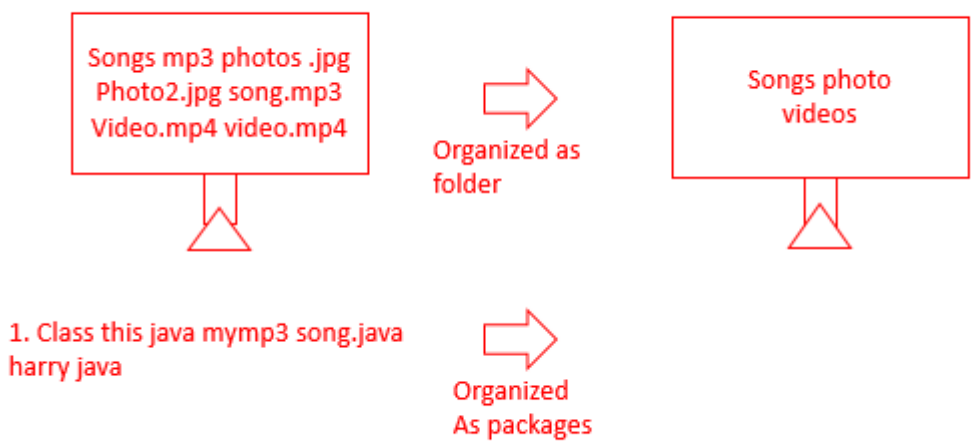 Songs mp3 photos .jpg
Photo2.jpg song.mp3
Video.mp4 video.mp4
Organized as
folder
Songs photo
videos
1. Class this java mymp3 song.java
harry java
Organized
As packages